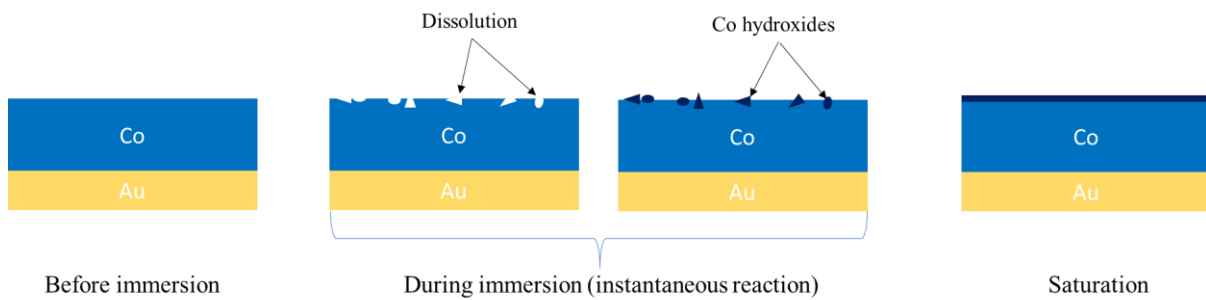 Dissolution
Co hydroxides
Co
Au
Co
Au
Co
Au
Co
Au
Before immersion
During immersion (instantaneous reaction)
Saturation